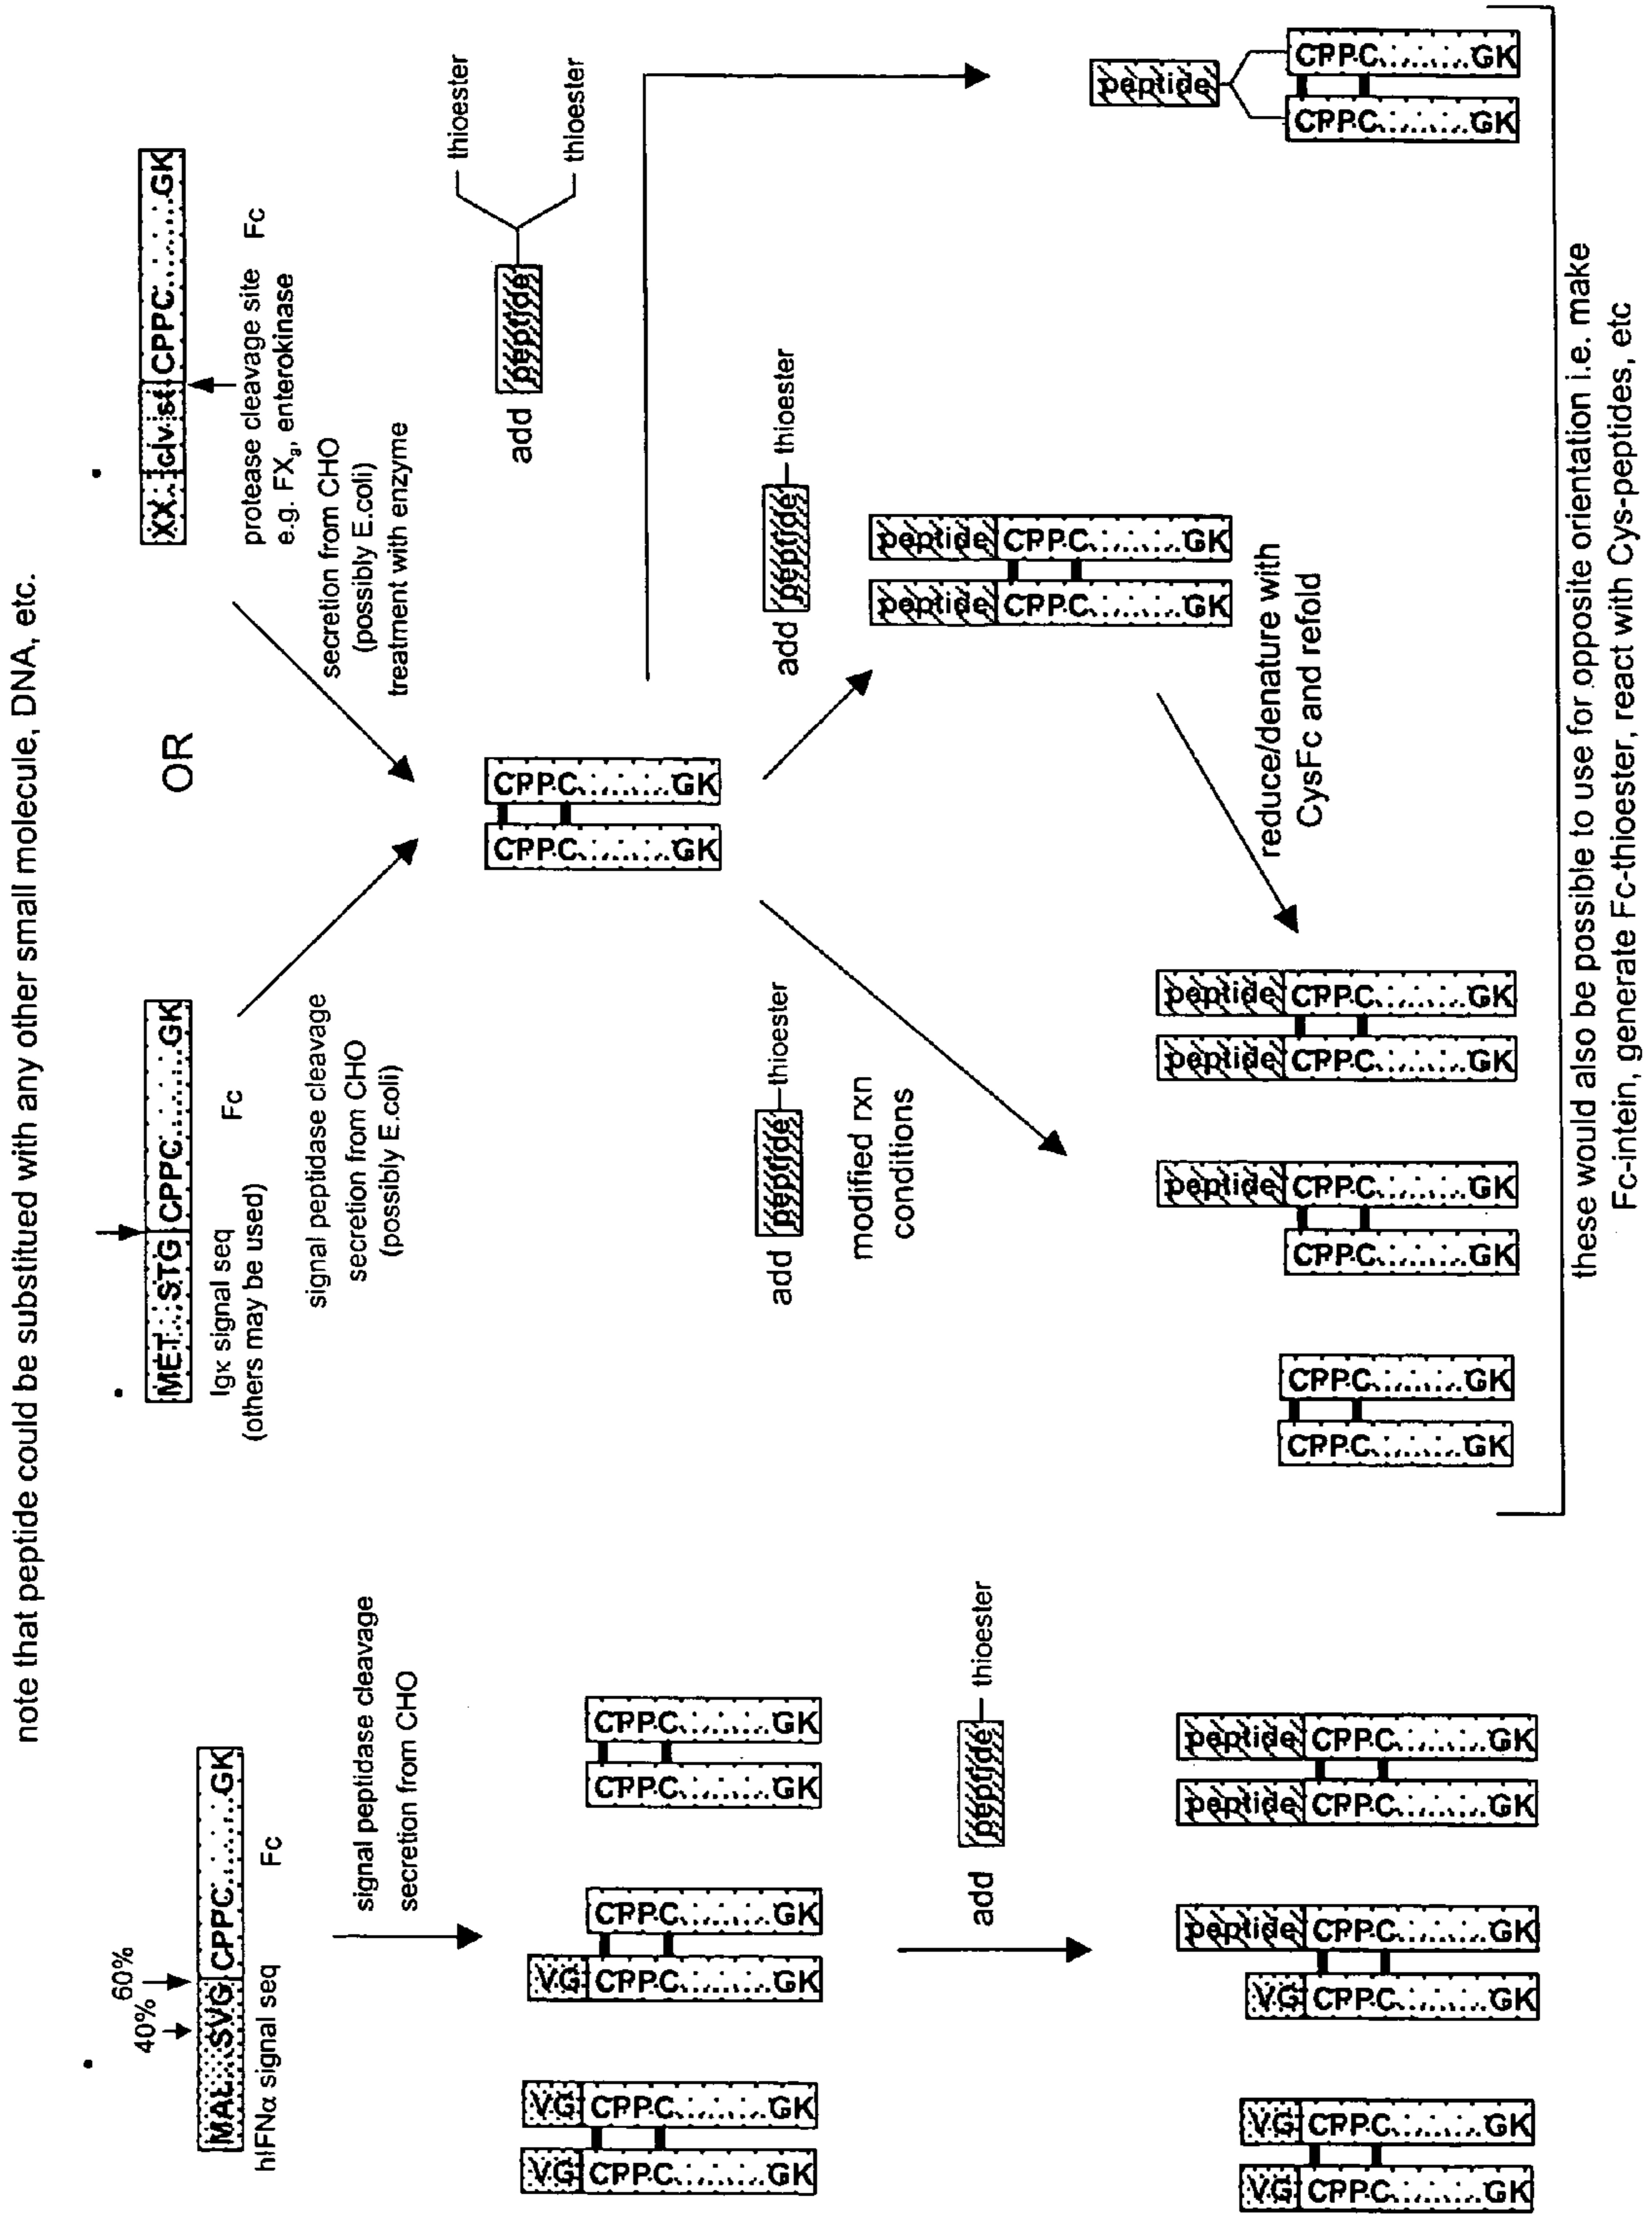 note that peptide could be substitued with any other small molecule, DNA, etc.
40%
60%
MAL...SVG CPPC.........GK
hIFNα signal seq
Fc
signal peptidase cleavage
secretion from CHO
VG CPPC.........GK
VG CPPC.........GK
VG CPPC.........GK
CPPC.........GK
CPPC.........GK
CPPC.........GK
add peptide thioester
VG CPPC.........GK
VG CPPC.........GK
VG CPPC.........GK
peptide CPPC.........GK
peptide CPPC.........GK
peptide CPPC.........GK
MET...STG CPPC.........GK
Igκ signal seq
(others may be used)
Fc
signal peptidase cleavage
secretion from CHO
(possibly E.coli)
OR
XX...CPPC.........GK
protease cleavage site
e.g. FXa, enterokinase
Fc
secretion from CHO
(possibly E.coli)
treatment with enzyme
CPPC.........GK
CPPC.........GK
add peptide thioester
modified rxn
conditions
add peptide thioester
add peptide thioester
thioester
peptide CPPC.........GK
peptide CPPC.........GK
reduce/denature with
CysFc and refold
CPPC.........GK
CPPC.........GK
CPPC.........GK
peptide CPPC.........GK
peptide CPPC.........GK
peptide CPPC.........GK
peptide
CPPC.........GK
CPPC.........GK
these would also be possible to use for opposite orientation i.e. make
Fc-intein, generate Fc-thioester, react with Cys-peptides, etc